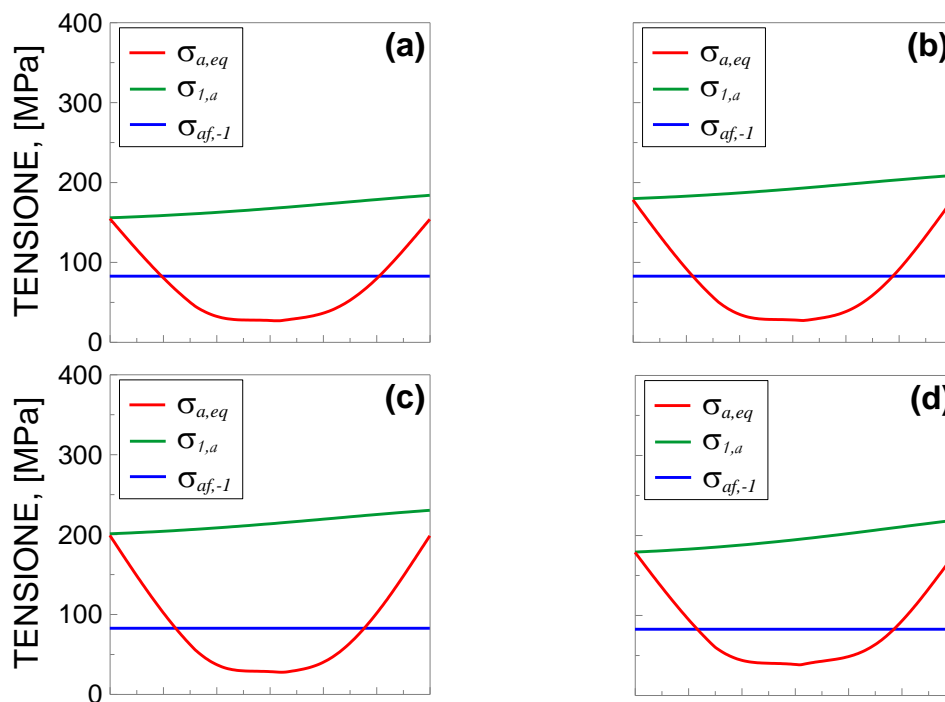 TENSIONE, [MPa]
400
300
200
100
0
σa,eq
σ1,a
σaf,-1
(a)
σa,eq
σ1,a
σaf,-1
(b)
TENSIONE, [MPa]
400
300
200
100
0
σa,eq
σ1,a
σaf,-1
(c)
σa,eq
σ1,a
σaf,-1
(d)